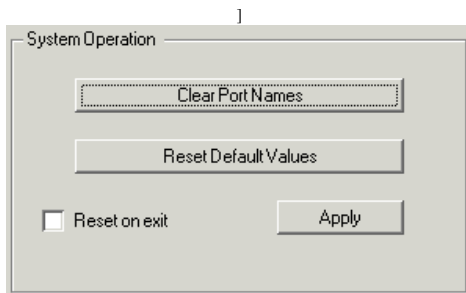 ]
System Operation
Clear Port Names
Reset Default Values
Reset on exit
Apply